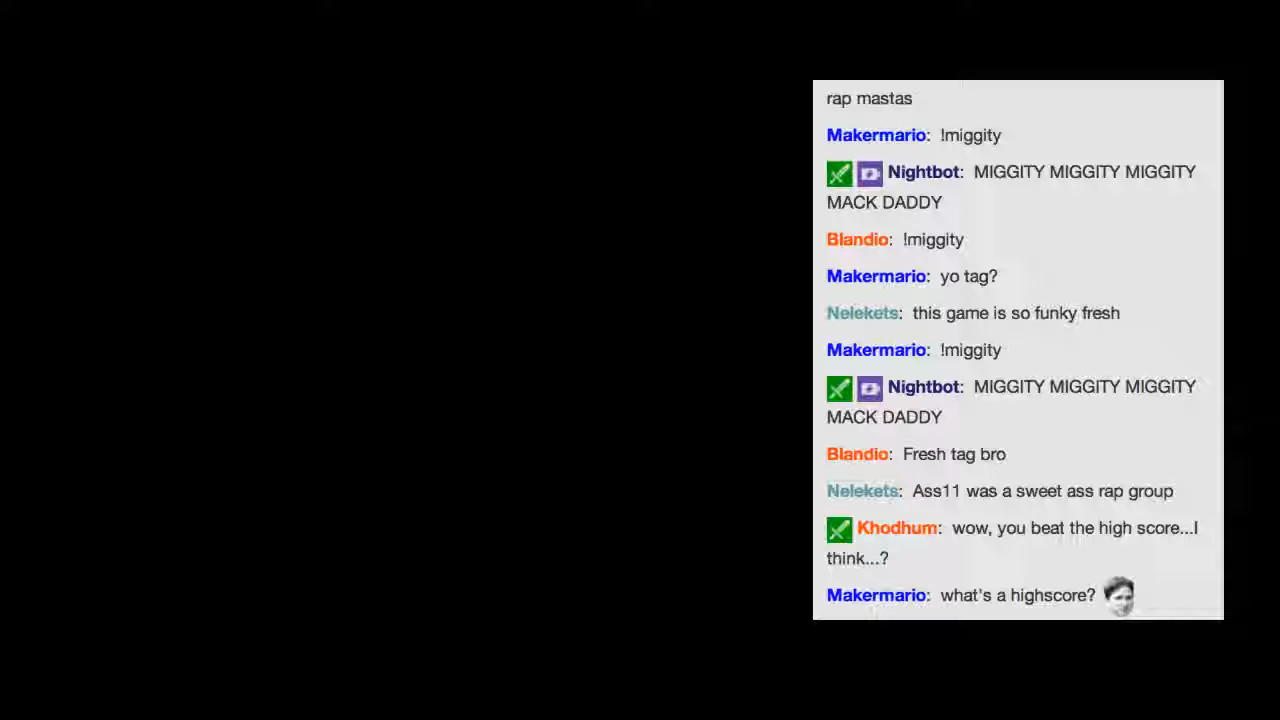 rap mastas
Makermario: !miggity
Nightbot: MIGGITY MIGGITY MIGGITY
MACK DADDY
Blandio: !miggity
Makermario: yo tag?
Nelekets: this game is so funky fresh
Makermario: !miggity
Nightbot: MIGGITY MIGGITY MIGGITY
MACK DADDY
Blandio: Fresh tag bro
Nelekets: Ass11 was a sweet ass rap group
Khodhum: wow, you beat the high score...I
think...?
Makermario: what's a highscore?